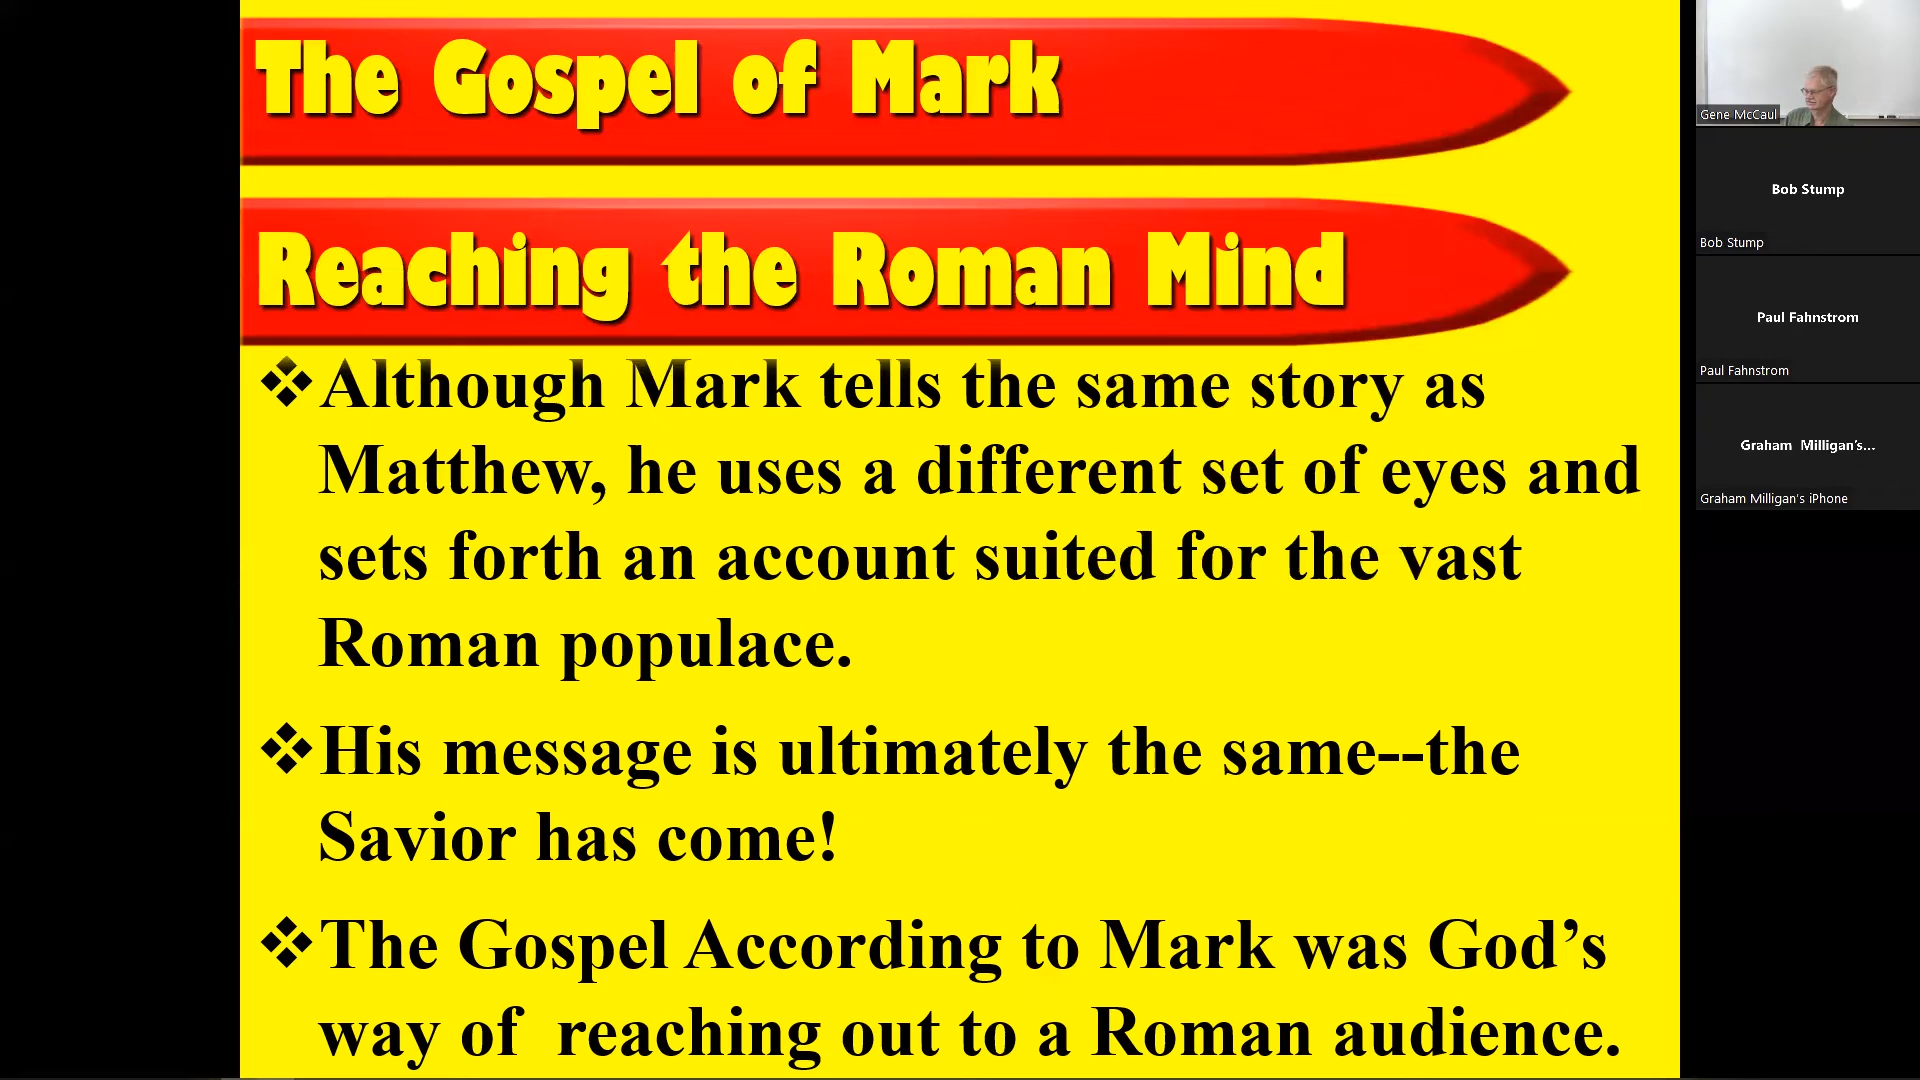 The Gospel of Mark
Reaching the Roman Mind
❖Although Mark tells the same story as
Matthew, he uses a different set of eyes and
sets forth an account suited for the vast
Roman populace.
❖His message is ultimately the same--the
Savior has come!
❖The Gospel According to Mark was God’s
way of  reaching out to a Roman audience.
Gene McCaul
Bob Stump
Bob Stump
Paul Fahnstrom
Paul Fahnstrom
Graham Milligan's...
Graham Milligan's iPhone